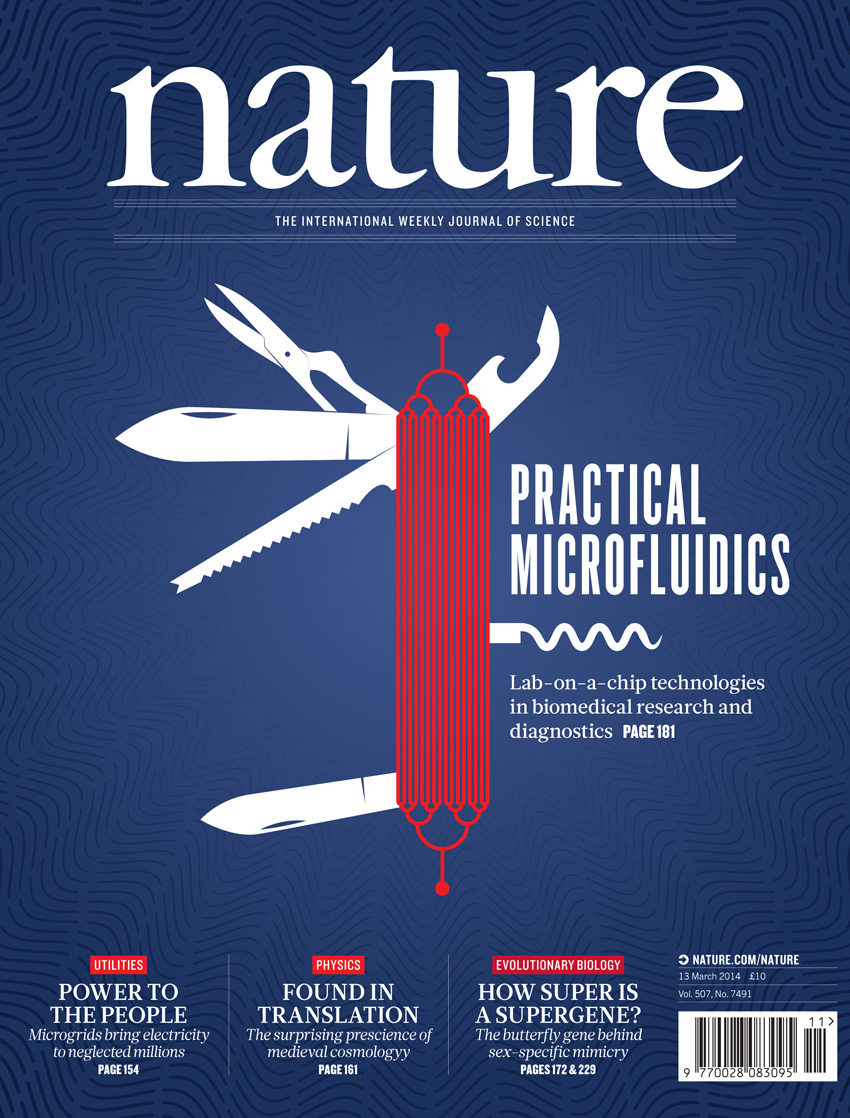 nature
THE INTERNATIONAL WEEKLY JOURNAL OF SCIENCE
PRACTICAL
MICROFLUIDICS
Lab-on-a-chip technologies
in biomedical research and
diagnostics PAGE 181
UTILITIES
POWER TO
THE PEOPLE
Microgrids bring electricity
to neglected millions
PAGE 154
PHYSICS
FOUND IN
TRANSLATION
The surprising prescience of
medieval cosmologyy
PAGE 161
EVOLUTIONARY BIOLOGY
HOW SUPER IS
A SUPERGENE?
The butterfly gene behind
sex-specific mimicry
PAGES 172 & 229
NATURE.COM/NATURE
13 March 2014 £10
Vol. 507, No. 7491
11>
9 770028 083095